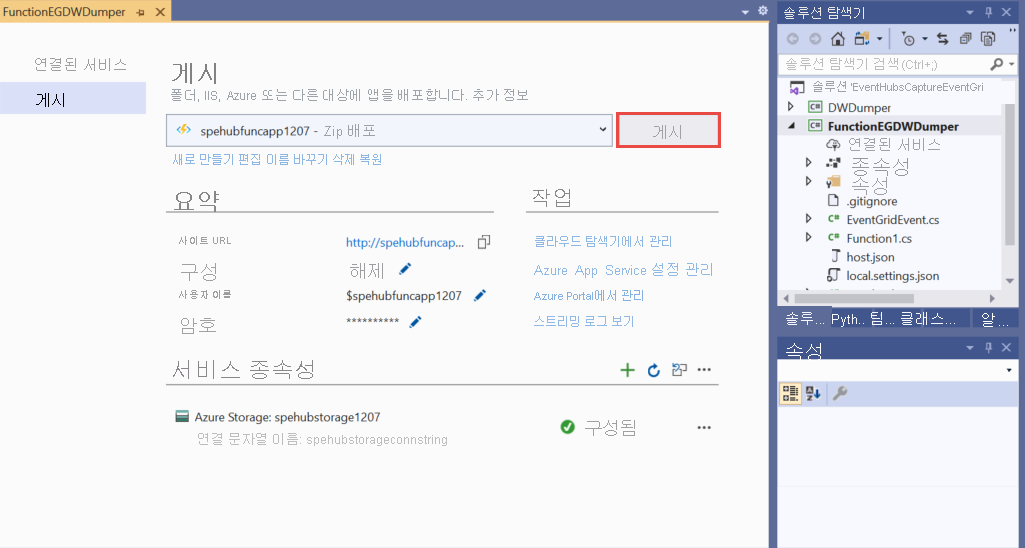 FunctionEGDWDumper
연결된 서비스
게시
게시
폴더, IIS, Azure 또는 다른 대상에 앱을 배포합니다. 추가 정보
spehubfuncapp1207 - Zip 배포
게시
새로 만들기 편집 이름 바꾸기 삭제 복원
요약
작업
사이트 URL
http://spehubfuncap...
클라우드 탐색기에서 관리
구성
해제
Azure App Service 설정 관리
사용자 이름
$spehubfuncapp1207
Azure Portal에서 관리
암호
**********
스트리밍 로그 보기
서비스 종속성
Azure Storage: spehubstorage1207
연결 문자열 이름: spehubstorageconnstring
구성됨
솔루션 탐색기
솔루션 탐색기 검색(Ctrl+;)
솔루션 'EventHubsCaptureEventGri
DWDumper
FunctionEGDWDumper
연결된 서비스
종속성
속성
.gitignore
EventGridEvent.cs
Function1.cs
host.json
local.settings.json
솔루... Pyth.. 팀... 클래스... 알 ...
속성